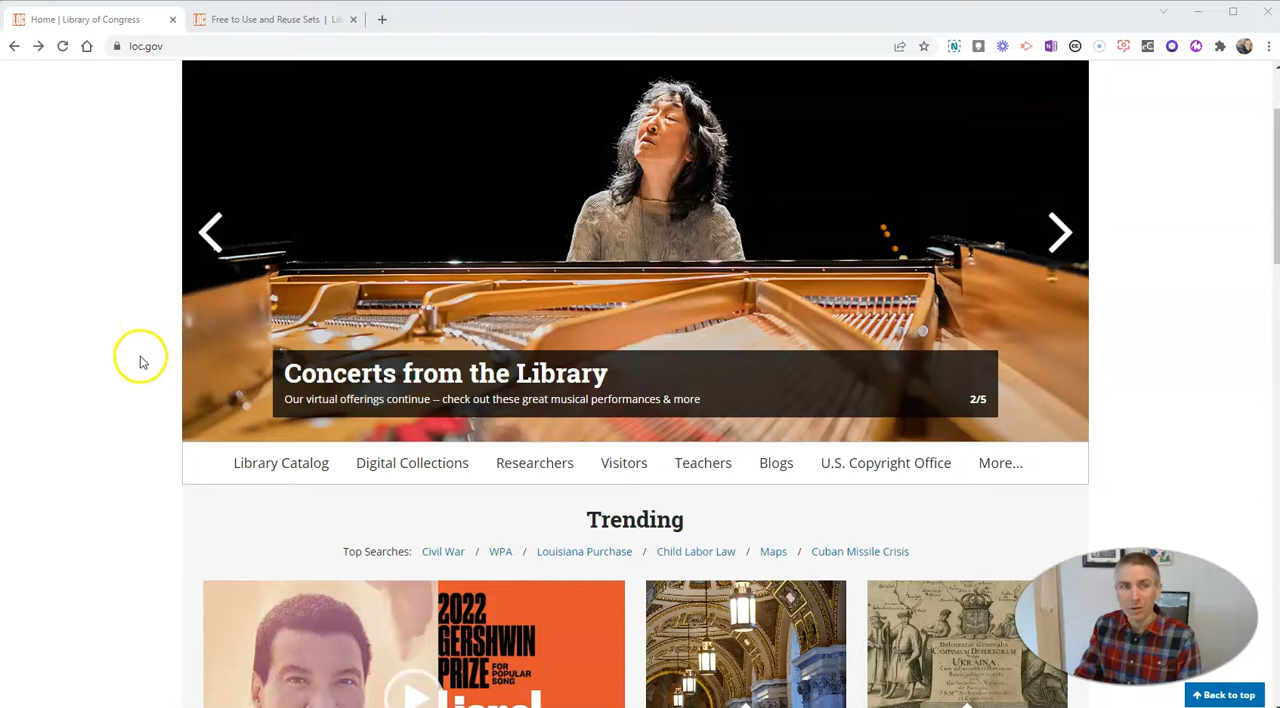 Home | Library of Congress
Free to Use and Reuse Sets | Lib
loc.gov
Concerts from the Library
Our virtual offerings continue -- check out these great musical performances & more
2/5
Library Catalog
Digital Collections
Researchers
Visitors
Teachers
Blogs
U.S. Copyright Office
More...
Trending
Top Searches: Civil War / WPA / Louisiana Purchase / Child Labor Law / Maps / Cuban Missile Crisis
2022
GERSHWIN
PRIZE FOR POPULAR SONG
CAMPORUM DESERTORUM
UKRAINA
Back to top